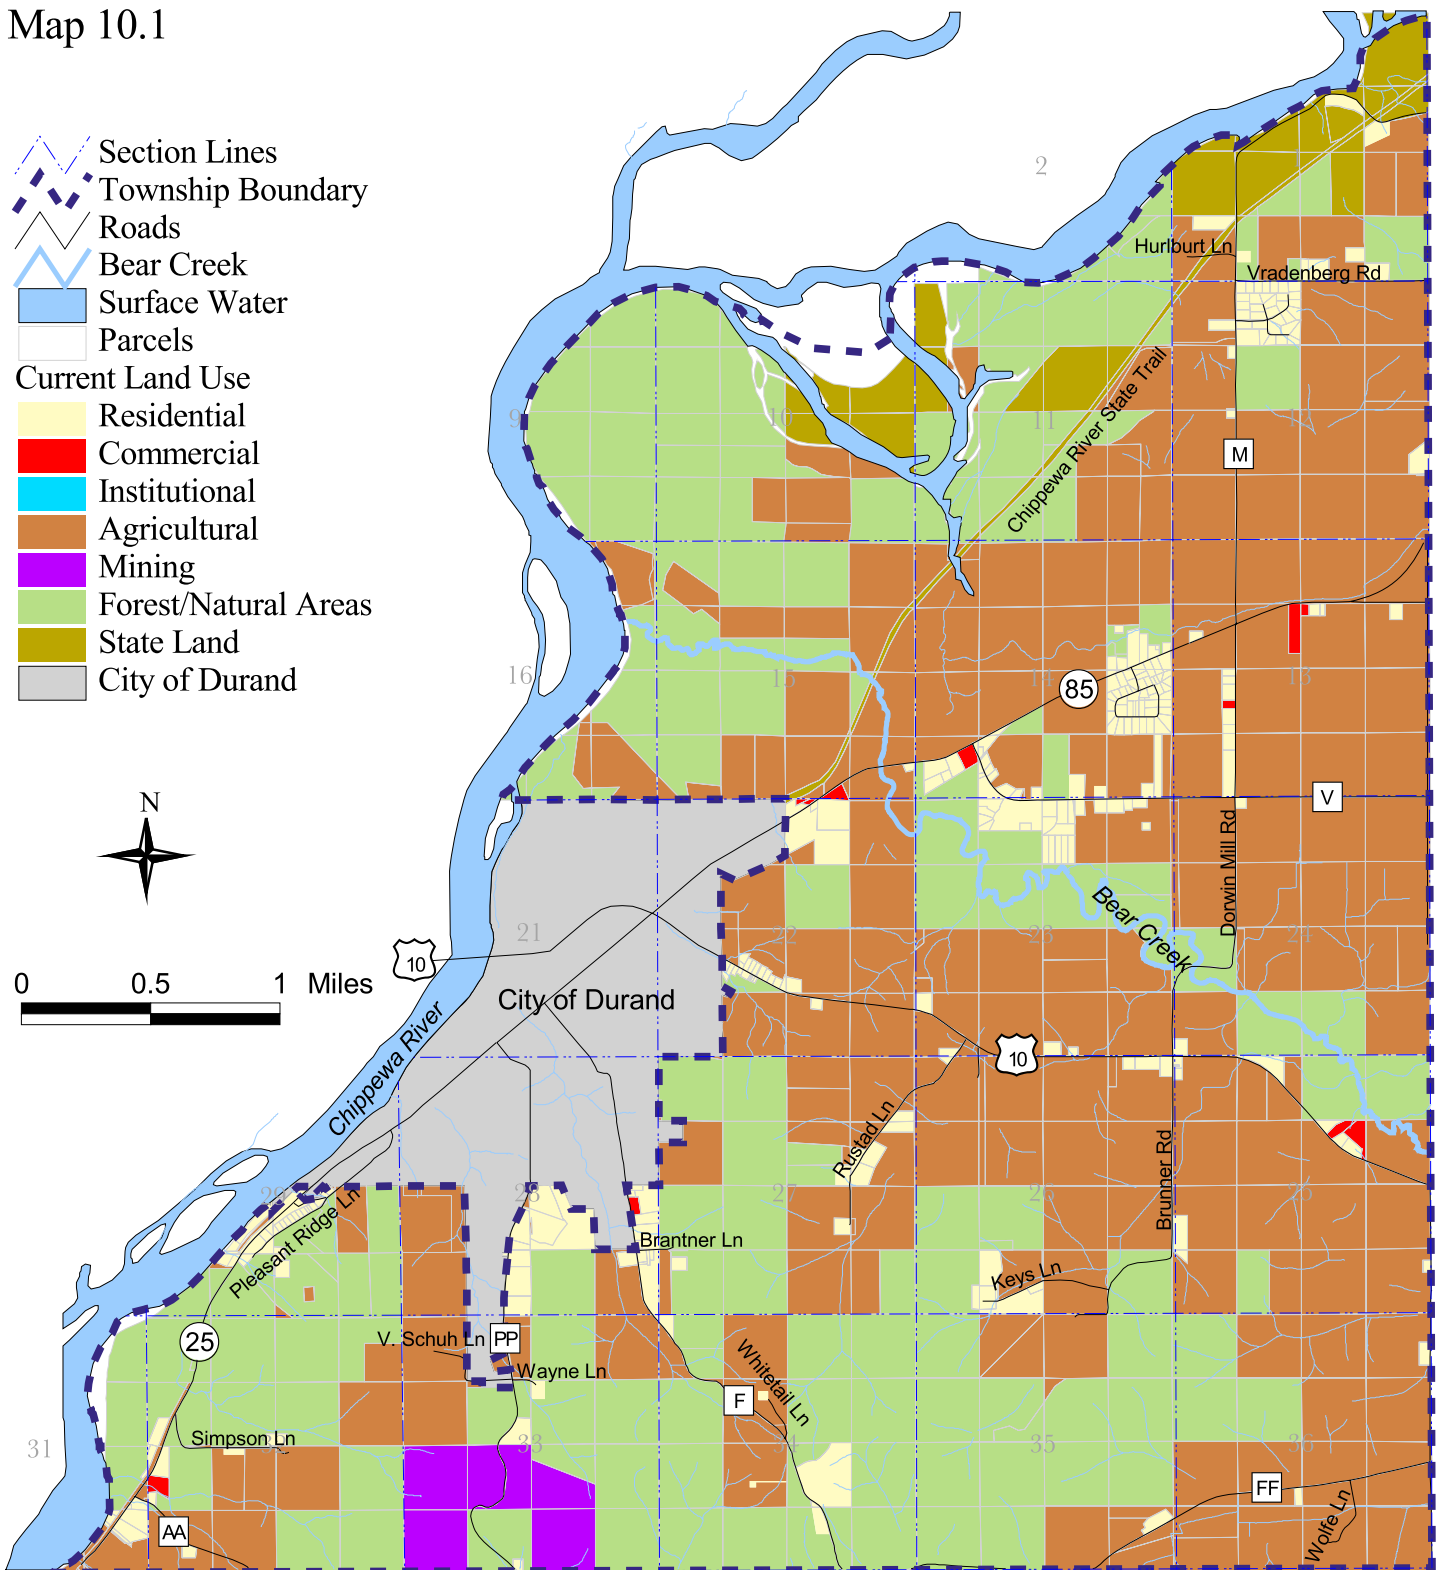 Map 10.1
Section Lines
Township Boundary
Roads
Bear Creek
Surface Water
Parcels
Current Land Use
Residential
Commercial
Institutional
Agricultural
Mining
Forest/Natural Areas
State Land
City of Durand
N
0 0.5 1 Miles
2
Hurlburt Ln
Vradenberg Rd
9
10
11
12
Chippewa River State Trail
M
16
15
14
13
85
V
Dorwin Mill Rd
21
22
23
24
Bear Creek
10
City of Durand
Chippewa River
10
29
28
27
26
25
Rustad Ln
Brunner Rd
Pleasant Ridge Ln
Brantner Ln
Keys Ln
25
V. Schuh Ln
PP
Wayne Ln
Whitetail Ln
F
31
Simpson Ln
32
33
34
35
36
AA
FF
Wolfe Ln